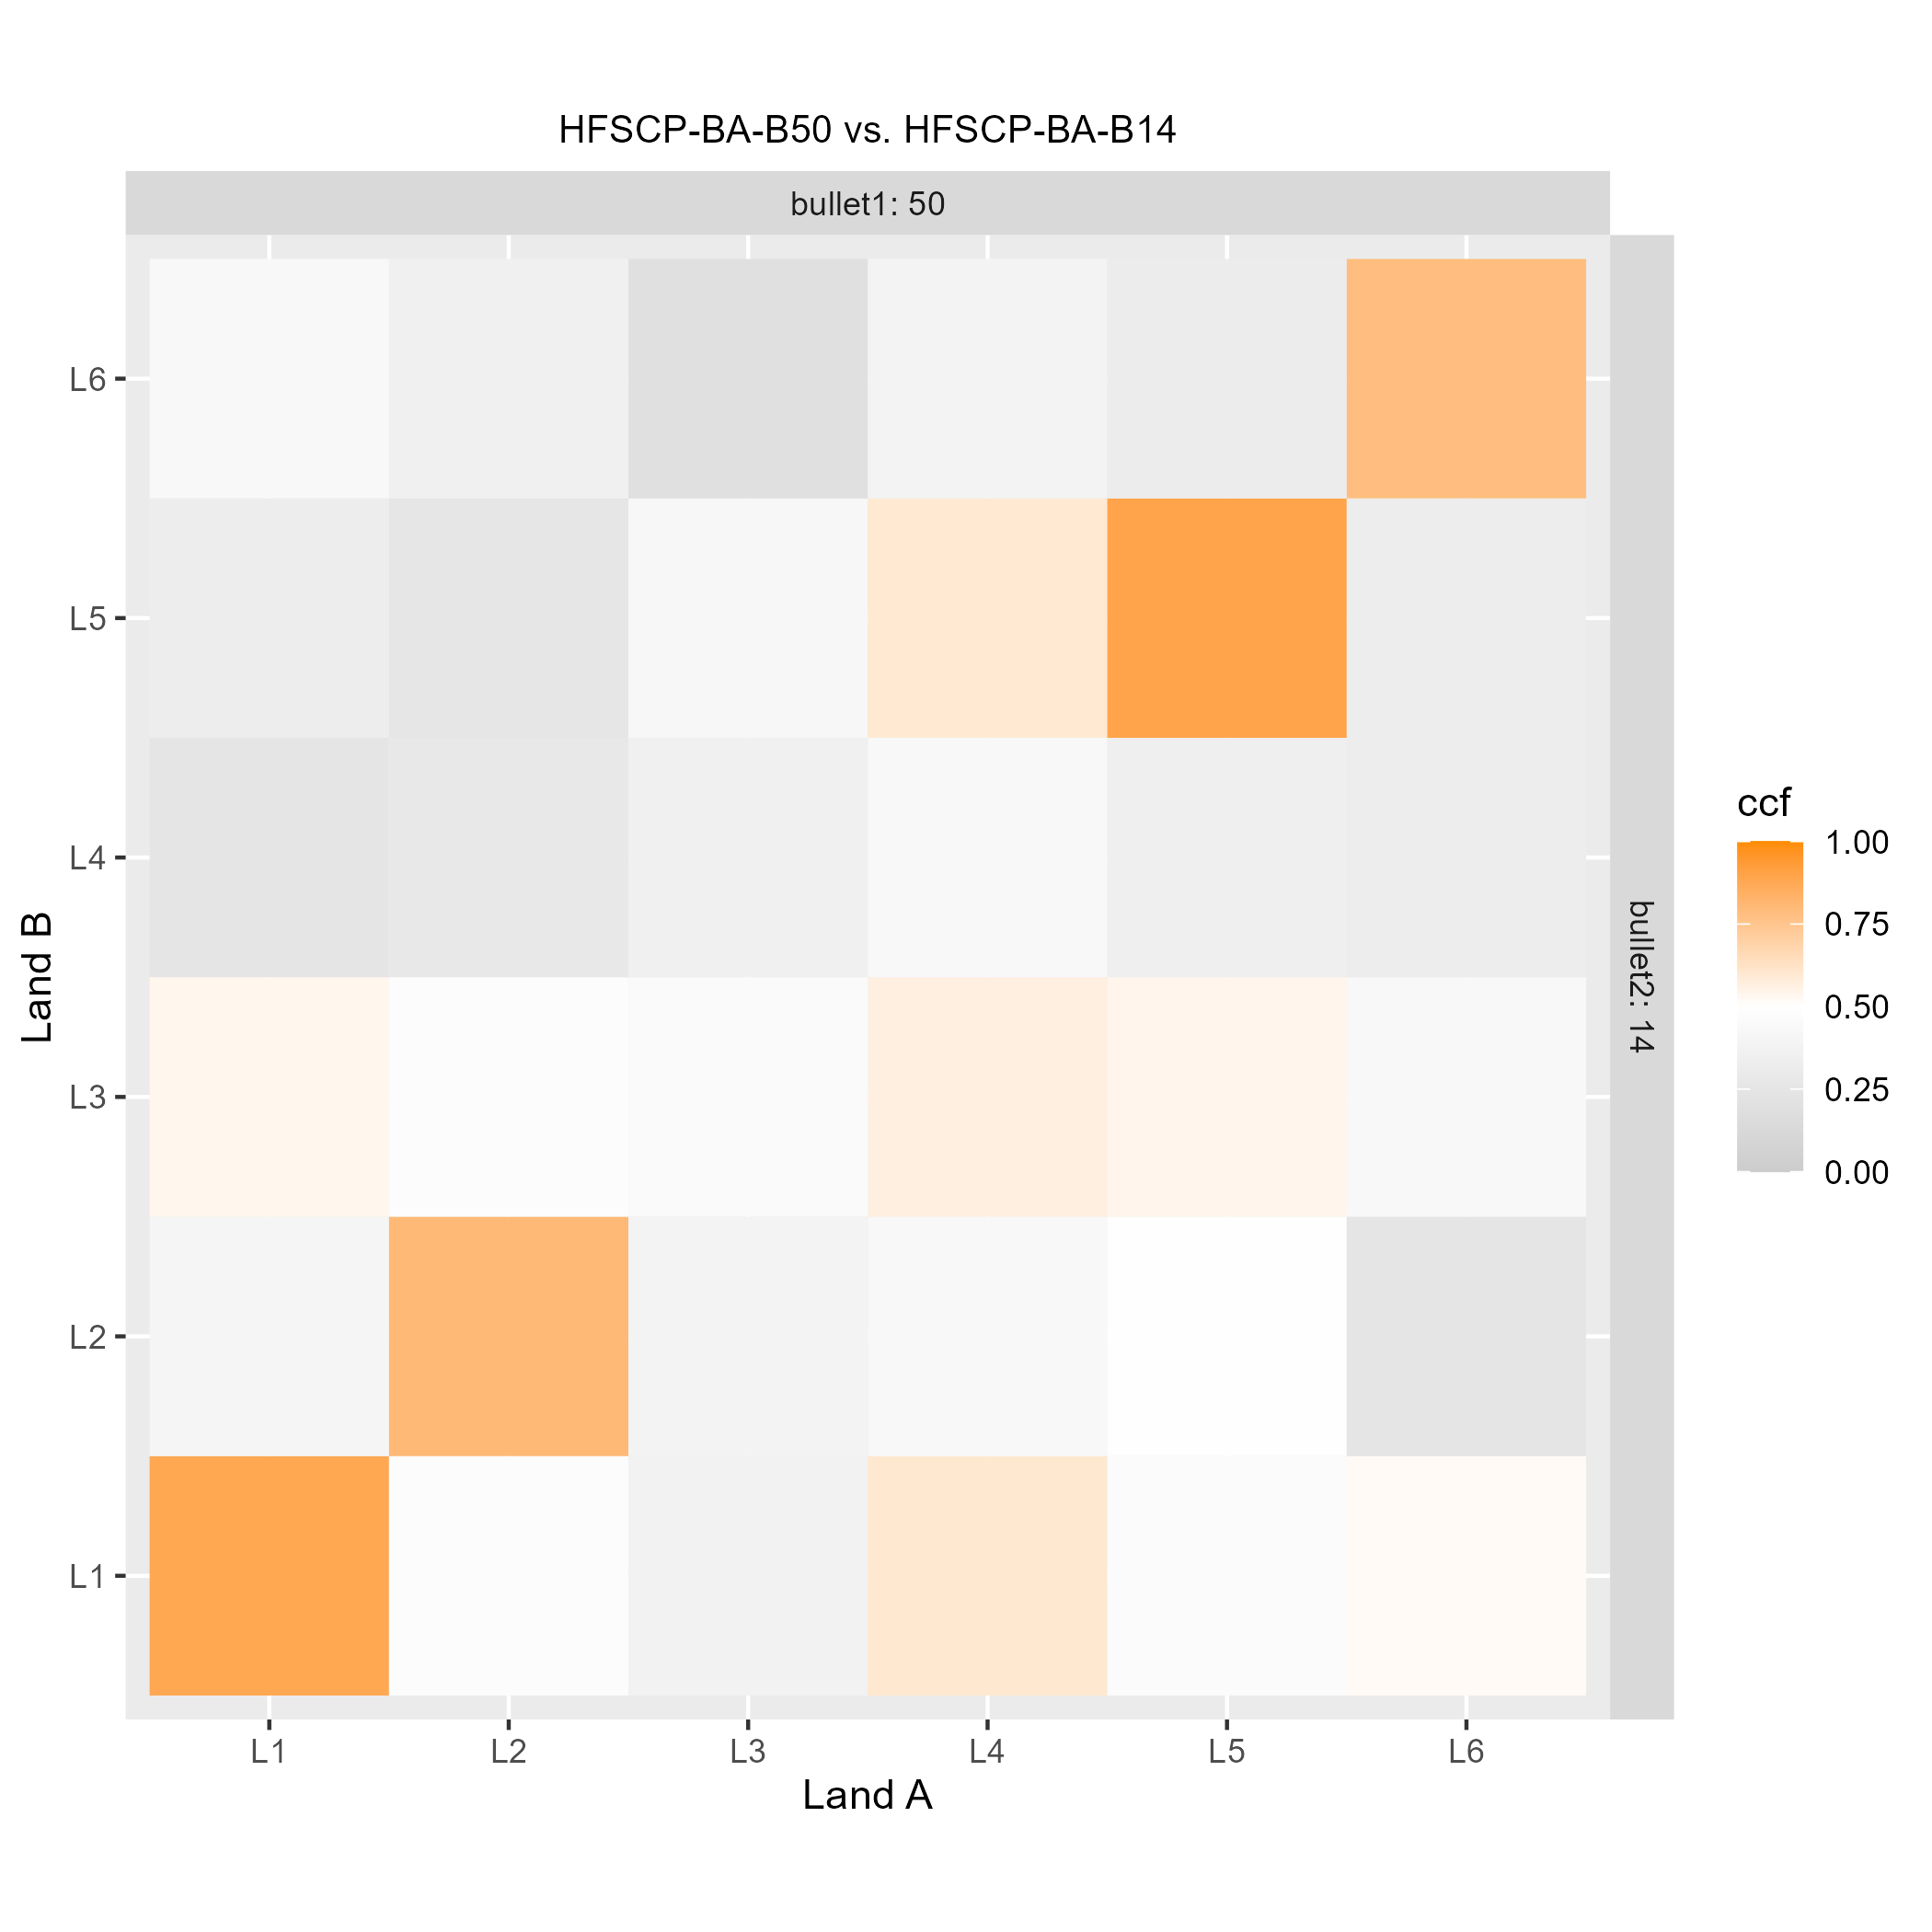 HFSCP-BA-B50 vs. HFSCP-BA-B14
bullet1: 50
L6
L5
L4
L3
L2
L1
Land B
bullet2: 14
L1 L2 L3 L4 L5 L6
Land A
ccf
1.00
0.75
0.50
0.25
0.00